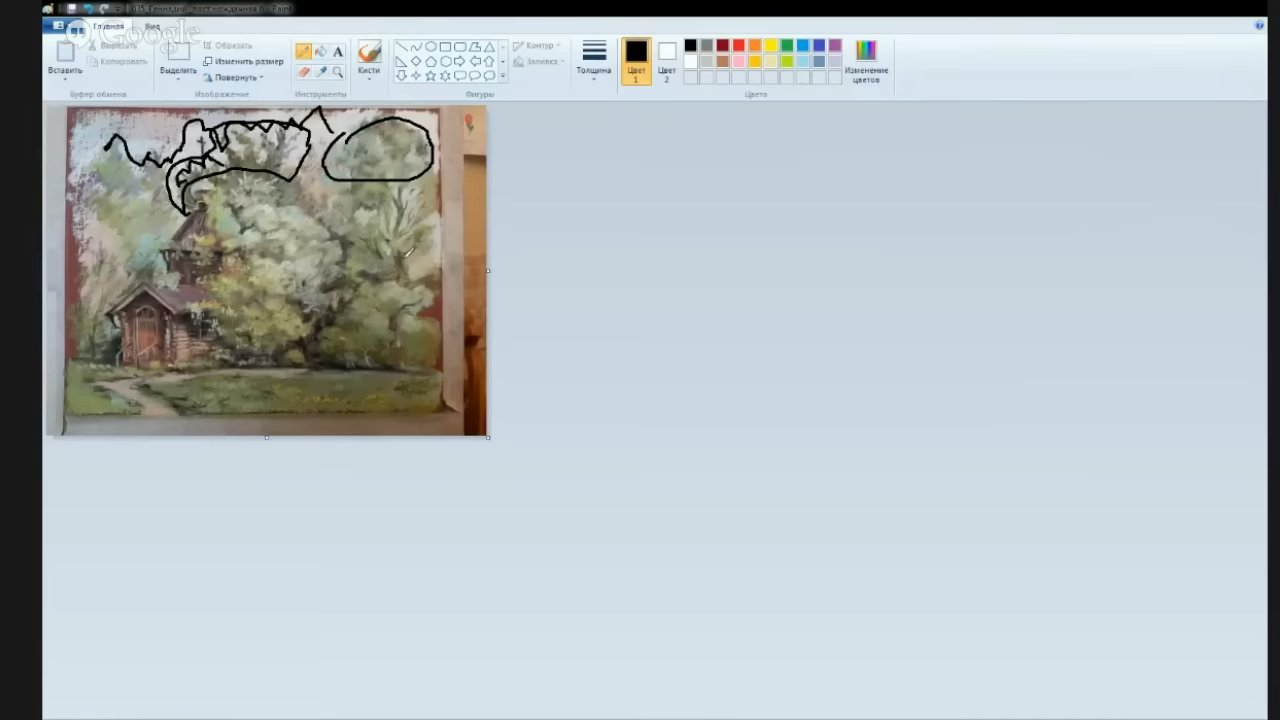 Google
Главная Вид
Вставить
Вырезать
Копировать
Буфер обмена
Выделить
Обрезать
Изменить размер
Повернуть
Изображение
A
Инструменты
Кисти
Фигуры
Контур
Заливка
Толщина
Цвет 1
Цвет 2
Цвета
Изменение цветов